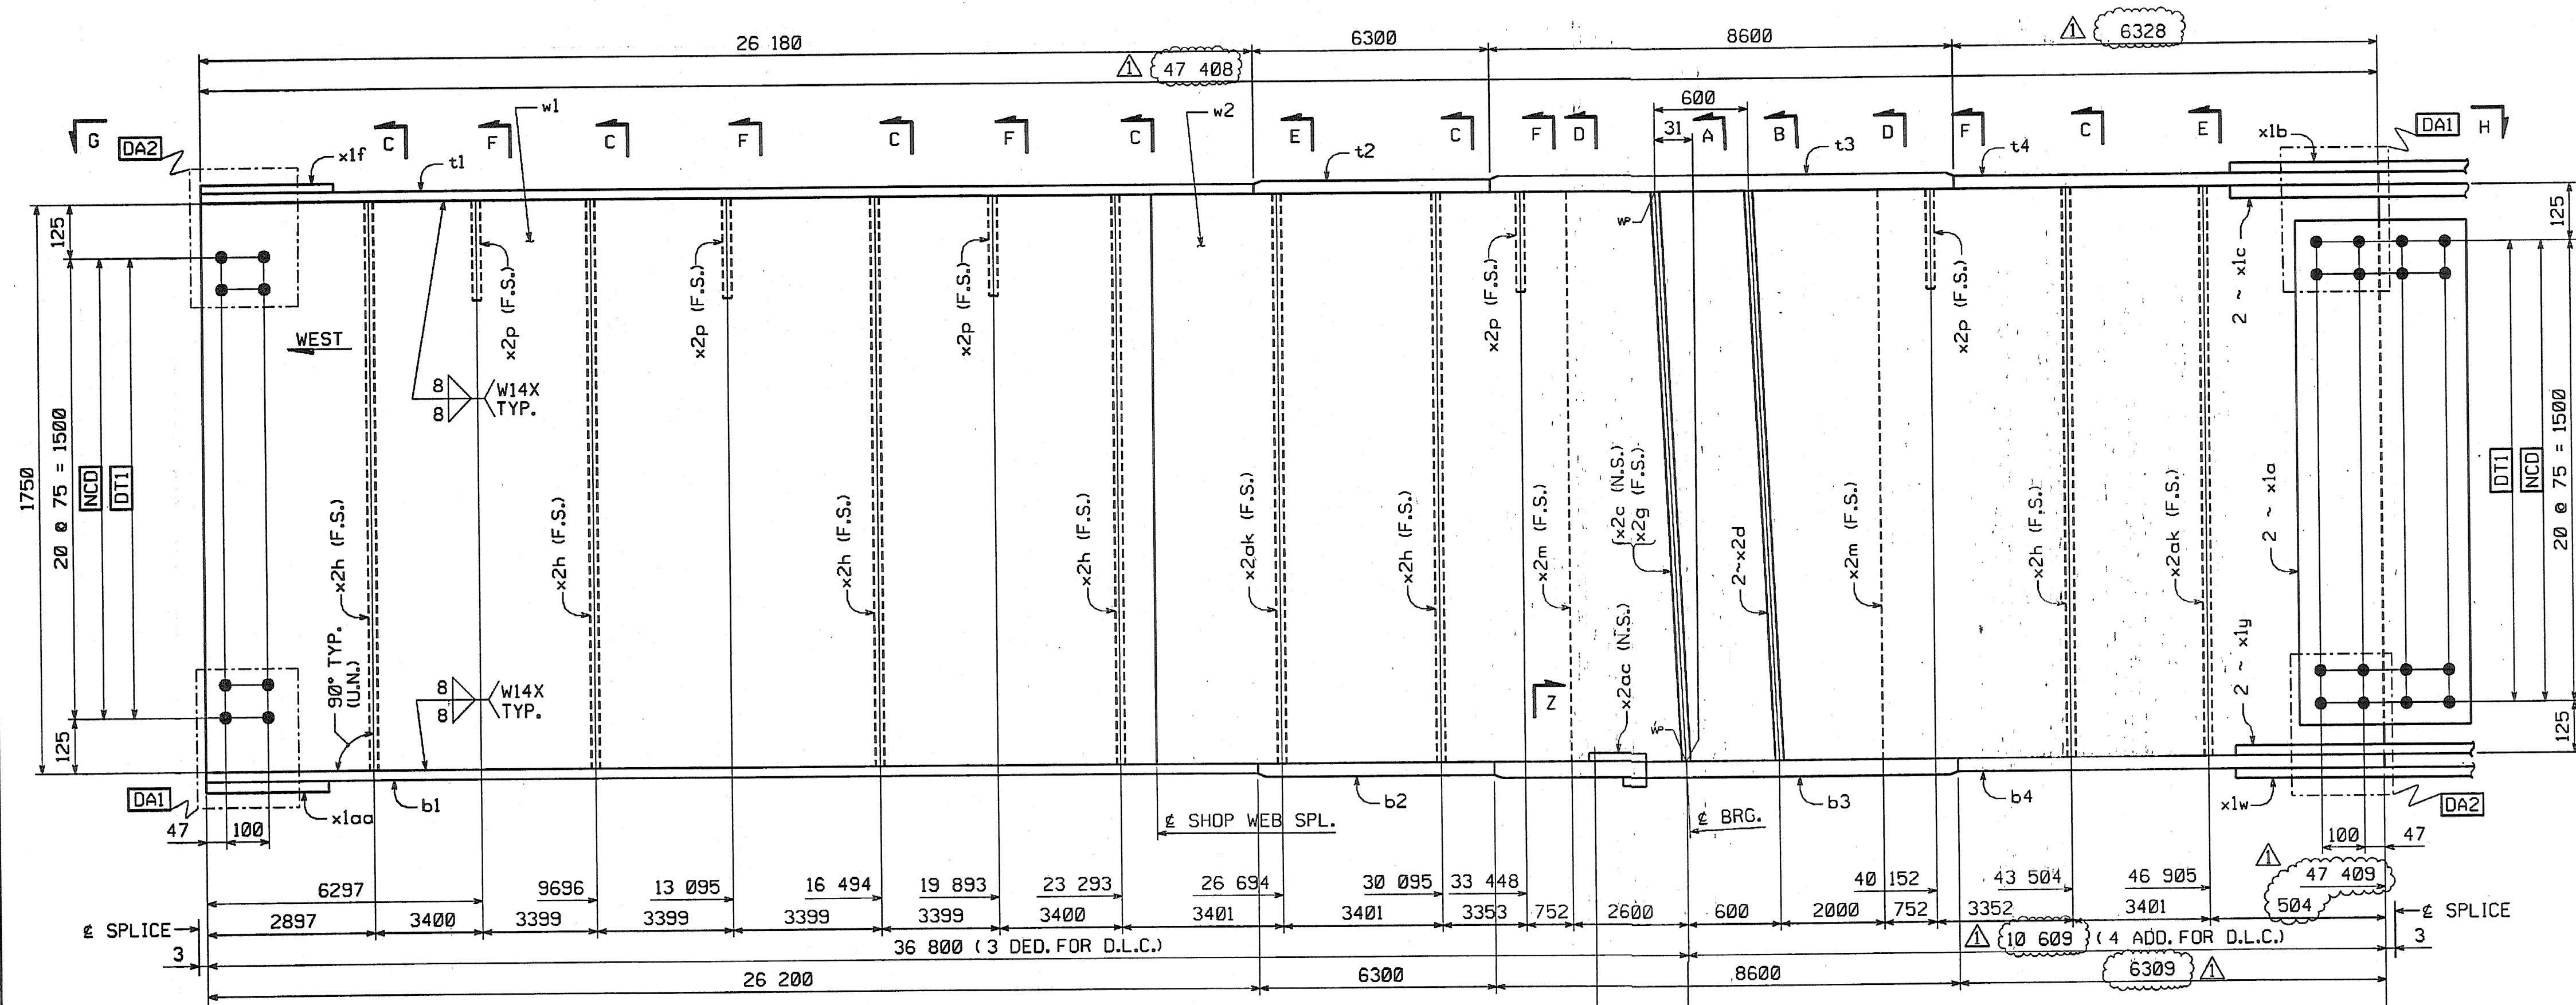 26 180
6300
8600
1
6328
1
47 408
600
31
G
DA2
x1f
C
F
w1
C
F
C
F
C
w2
E
C
t2
F
D
A
B
D
F
C
E
x1b
DA1
H
t1
t3
t4
125
WP
125
x2p (F.S.)
x2p (F.S.)
x2p (F.S.)
x2p (F.S.)
x2p (F.S.)
2 ~ x1c
WEST
8
8
W14X
TYP.
1750
20 @ 75 = 1500
NCD
DT1
x2h (F.S.)
x2h (F.S.)
x2h (F.S.)
x2h (F.S.)
x2ak (F.S.)
x2h (F.S.)
x2m (F.S.)
x2c (N.S.)
x2g (F.S.)
2~x2d
x2m (F.S.)
x2h (F.S.)
x2ak (F.S.)
2 ~ x1a
DT1
NCD
20 @ 75 = 1500
90° TYP.
(U.N.)
8
8
W14X
TYP.
Z
x2ac (N.S.)
WP
2 ~ x1y
125
125
DA1
x1aa
b1
b2
b3
b4
x1w
DA2
47
100
℄ SHOP WEB SPL.
℄ BRG.
100
47
1
6297
9696
13 095
16 494
19 893
23 293
26 694
30 095
33 448
40 152
43 504
46 905
47 409
℄ SPLICE
2897
3400
3399
3399
3399
3399
3400
3401
3401
3353
752
2600
600
2000
752
3352
3401
504
℄ SPLICE
3
36 800 (3 DED. FOR D.L.C.)
1
10 609
(4 ADD. FOR D.L.C.)
3
26 200
6300
8600
6309
1